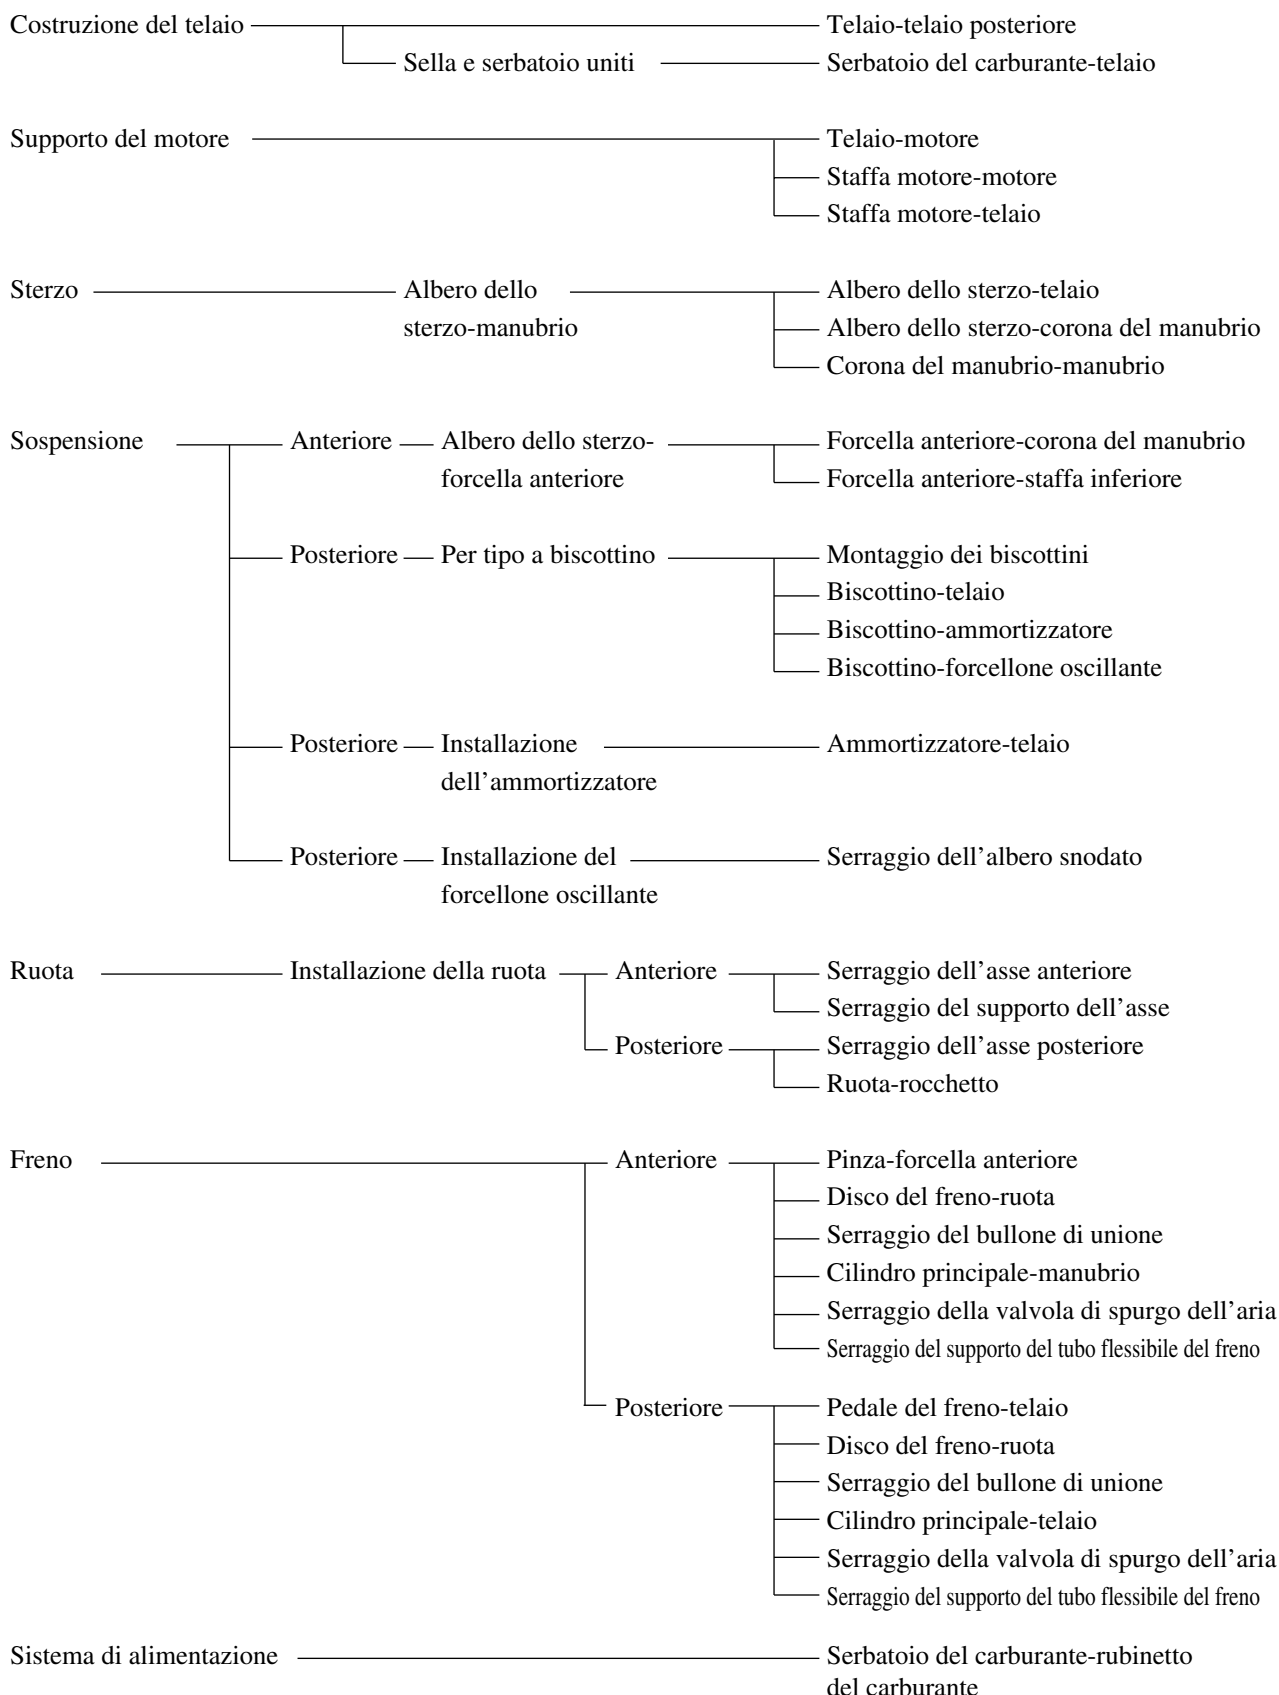 Costruzione del telaio Telaio-telaio posteriore
Sella e serbatoio uniti Serbatoio del carburante-telaio
Supporto del motore Telaio-motore
Staffa motore-motore
Staffa motore-telaio
Sterzo Albero dello Albero dello sterzo-telaio
sterzo-manubrio Albero dello sterzo-corona del manubrio
Corona del manubrio-manubrio
Sospensione Anteriore Albero dello sterzo- Forcella anteriore-corona del manubrio
forcella anteriore Forcella anteriore-staffa inferiore
Posteriore Per tipo a biscottino Montaggio dei biscottini
Biscottino-telaio
Biscottino-ammortizzatore
Biscottino-forcellone oscillante
Posteriore Installazione Ammortizzatore-telaio
dell’ammortizzatore
Posteriore Installazione del Serraggio dell’albero snodato
forcellone oscillante
Ruota Installazione della ruota Anteriore Serraggio dell’asse anteriore
Serraggio del supporto dell’asse
Posteriore Serraggio dell’asse posteriore
Ruota-rocchetto
Freno Anteriore Pinza-forcella anteriore
Disco del freno-ruota
Serraggio del bullone di unione
Cilindro principale-manubrio
Serraggio della valvola di spurgo dell’aria
Serraggio del supporto del tubo flessibile del freno
Posteriore Pedale del freno-telaio
Disco del freno-ruota
Serraggio del bullone di unione
Cilindro principale-telaio
Serraggio della valvola di spurgo dell’aria
Serraggio del supporto del tubo flessibile del freno
Sistema di alimentazione Serbatoio del carburante-rubinetto
del carburante